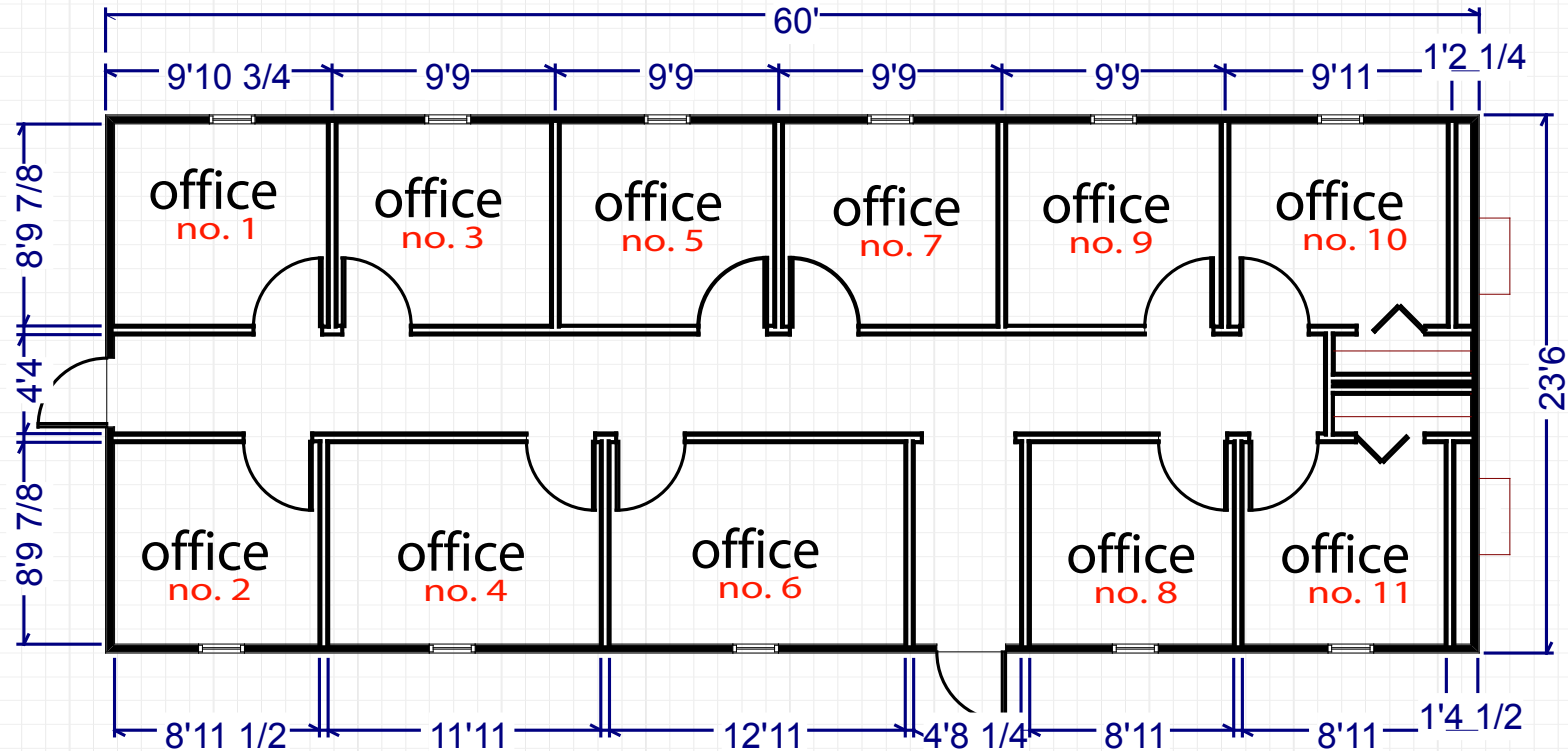 60'
9'10 3/4
9'9
9'9
9'9
9'9
9'11
1'2 1/4
8'9 7/8
4'4
8'9 7/8
23'6
office
no. 1
office
no. 3
office
no. 5
office
no. 7
office
no. 9
office
no. 10
office
no. 2
office
no. 4
office
no. 6
office
no. 8
office
no. 11
8'11 1/2
11'11
12'11
4'8 1/4
8'11
8'11
1'4 1/2